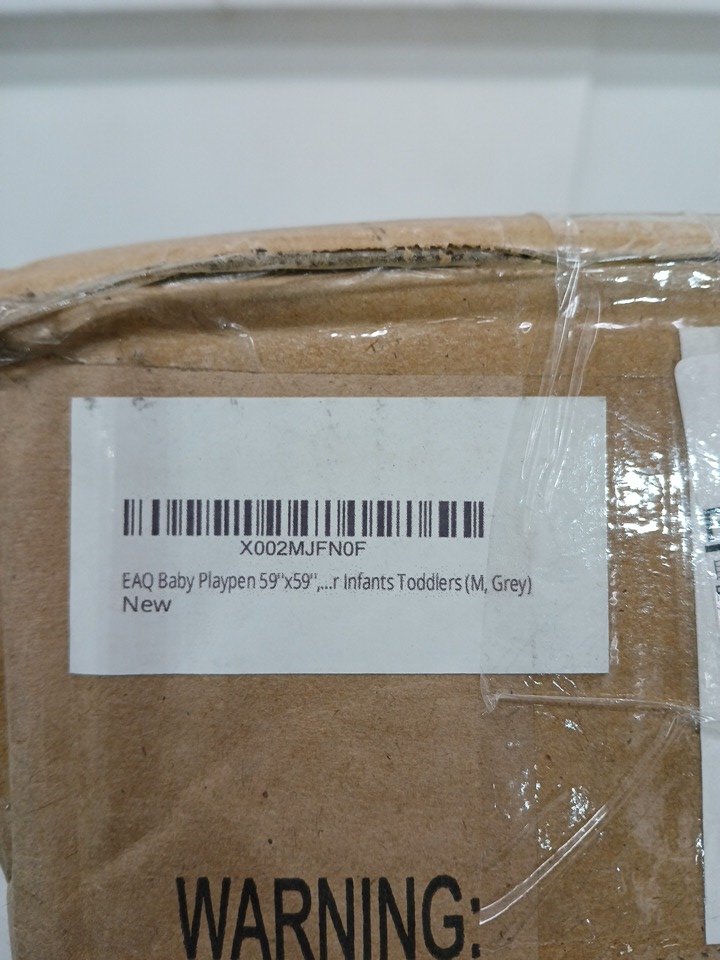 X002MJFN0F
EAQ Baby Playpen 59"x59",...r Infants Toddlers (M, Grey)
New
WARNING: